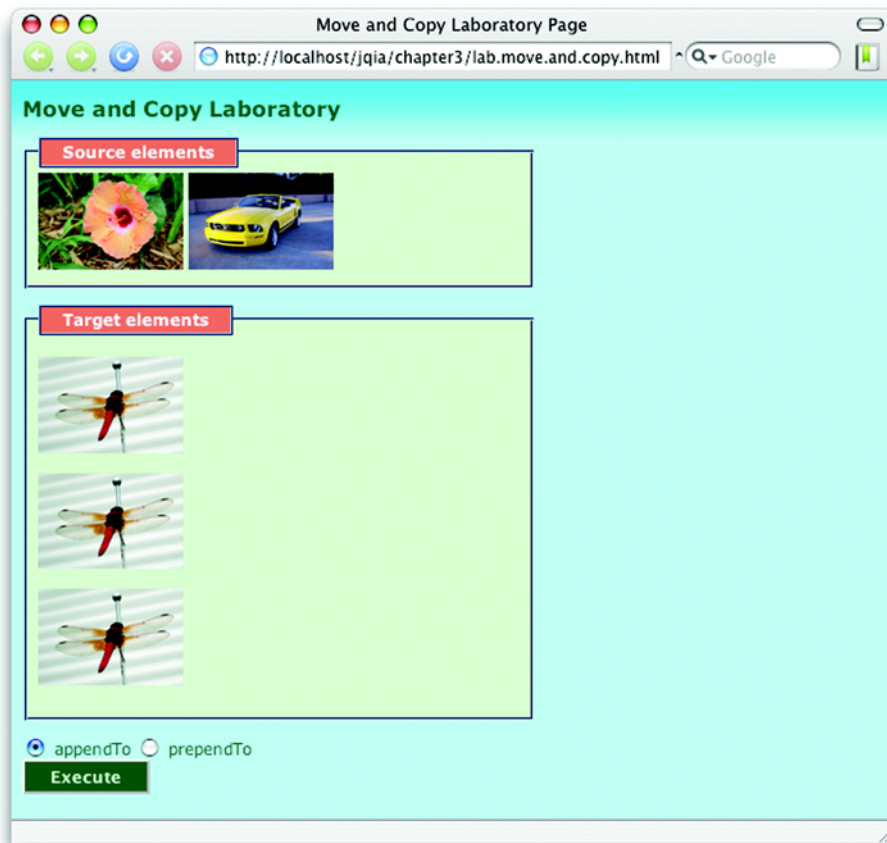 Move and Copy Laboratory Page
http://localhost/jqia/chapter3/lab.move.and.copy.html
Google
Move and Copy Laboratory
Source elements
Target elements
appendTo prependTo
Execute